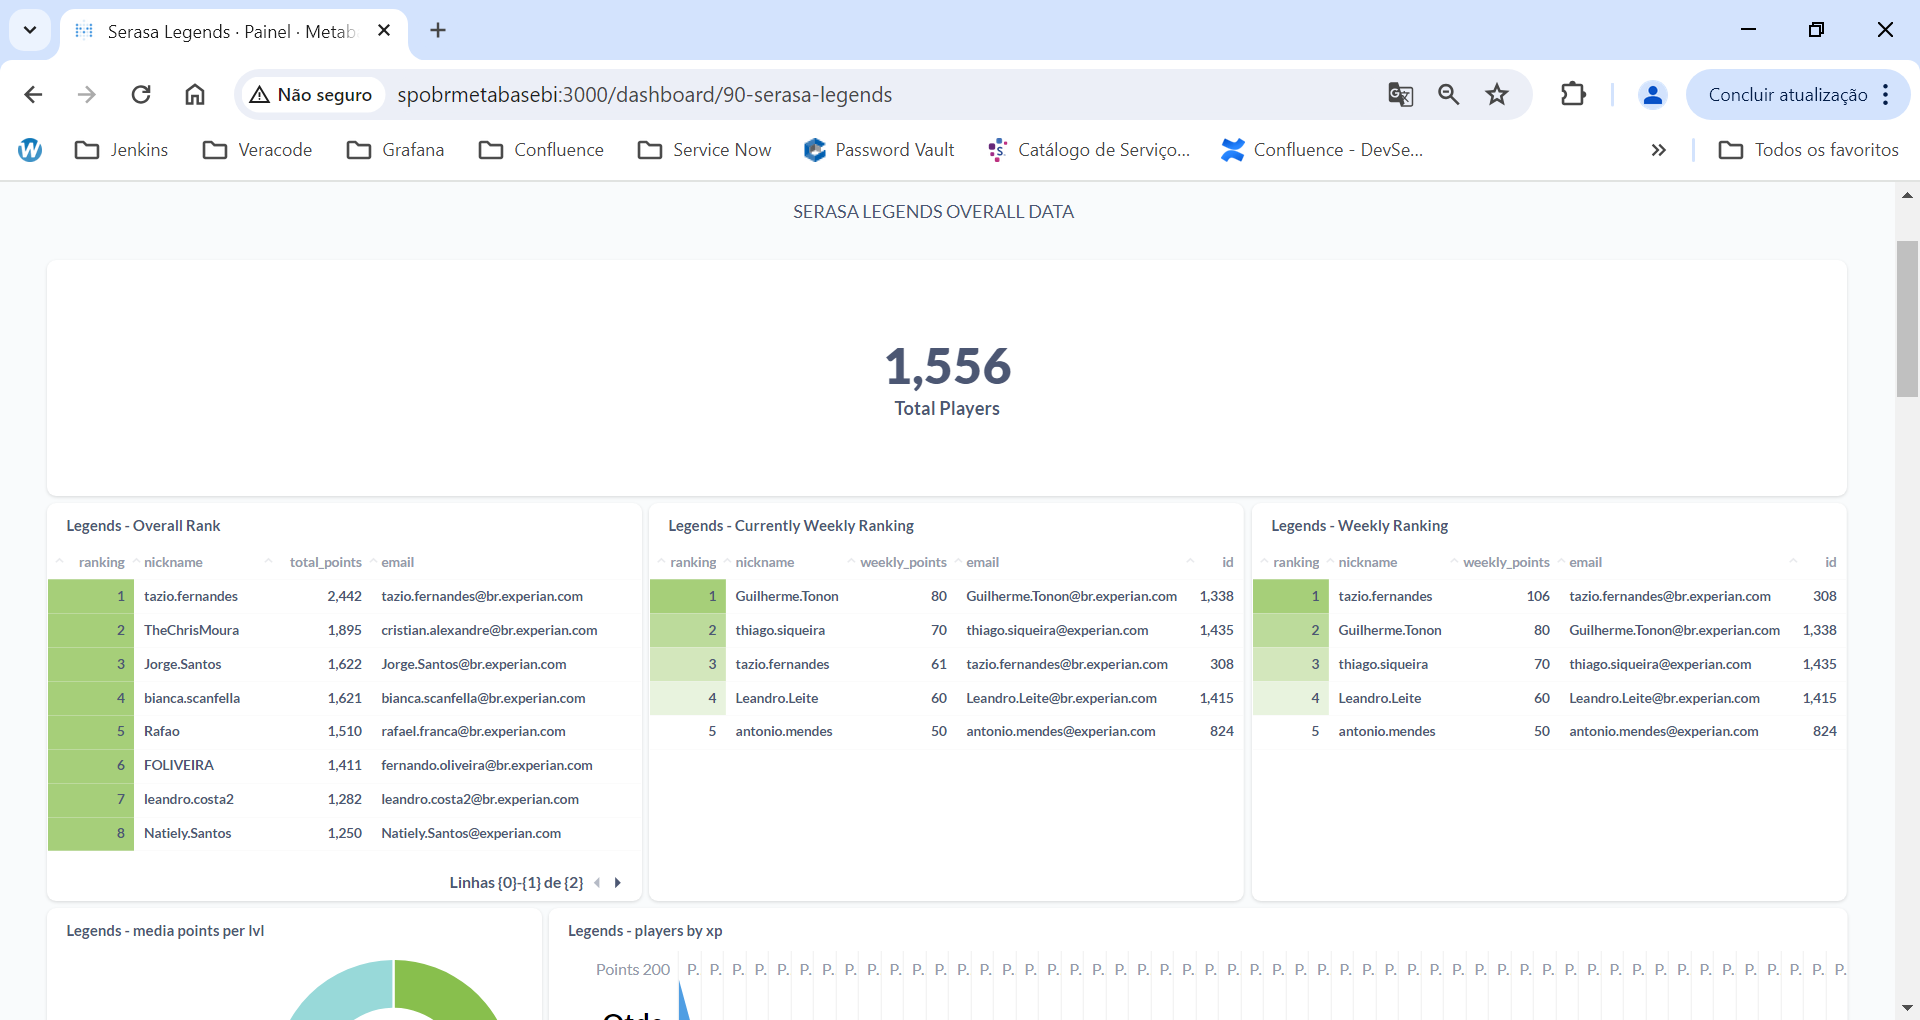 Serasa Legends · Painel · Metab
Não seguro
spobrmetabasebi:3000/dashboard/90-serasa-legends
Concluir atualização
Jenkins
Veracode
Grafana
Confluence
Service Now
Password Vault
Catálogo de Serviço...
Confluence - DevSe...
Todos os favoritos
SERASA LEGENDS OVERALL DATA
1,556
Total Players
Legends - Overall Rank
ranking nickname total_points email
1 tazio.fernandes 2,442 tazio.fernandes@br.experian.com
2 TheChrisMoura 1,895 cristian.alexandre@br.experian.com
3 Jorge.Santos 1,622 Jorge.Santos@br.experian.com
4 bianca.scanfella 1,621 bianca.scanfella@br.experian.com
5 Rafao 1,510 rafael.franca@br.experian.com
6 FOLIVEIRA 1,411 fernando.oliveira@br.experian.com
7 leandro.costa2 1,282 leandro.costa2@br.experian.com
8 Natiely.Santos 1,250 Natiely.Santos@experian.com
Linhas {0}-{1} de {2}
Legends - Currently Weekly Ranking
ranking nickname weekly_points email id
1 Guilherme.Tonon 80 Guilherme.Tonon@br.experian.com 1,338
2 thiago.siqueira 70 thiago.siqueira@experian.com 1,435
3 tazio.fernandes 61 tazio.fernandes@br.experian.com 308
4 Leandro.Leite 60 Leandro.Leite@br.experian.com 1,415
5 antonio.mendes 50 antonio.mendes@experian.com 824
Legends - Weekly Ranking
ranking nickname weekly_points email id
1 tazio.fernandes 106 tazio.fernandes@br.experian.com 308
2 Guilherme.Tonon 80 Guilherme.Tonon@br.experian.com 1,338
3 thiago.siqueira 70 thiago.siqueira@experian.com 1,435
4 Leandro.Leite 60 Leandro.Leite@br.experian.com 1,415
5 antonio.mendes 50 antonio.mendes@experian.com 824
Legends - media points per lvl
Legends - players by xp
Points 200 P. P. P. P. P. P. P. P. P. P. P. P. P. P. P. P. P. P. P. P. P. P. P. P. P. P. P. P. P. P. P. P. P. P. P. P. P. P. P. P. P. P. P. P. P. P. P. P. P. P. P. P.